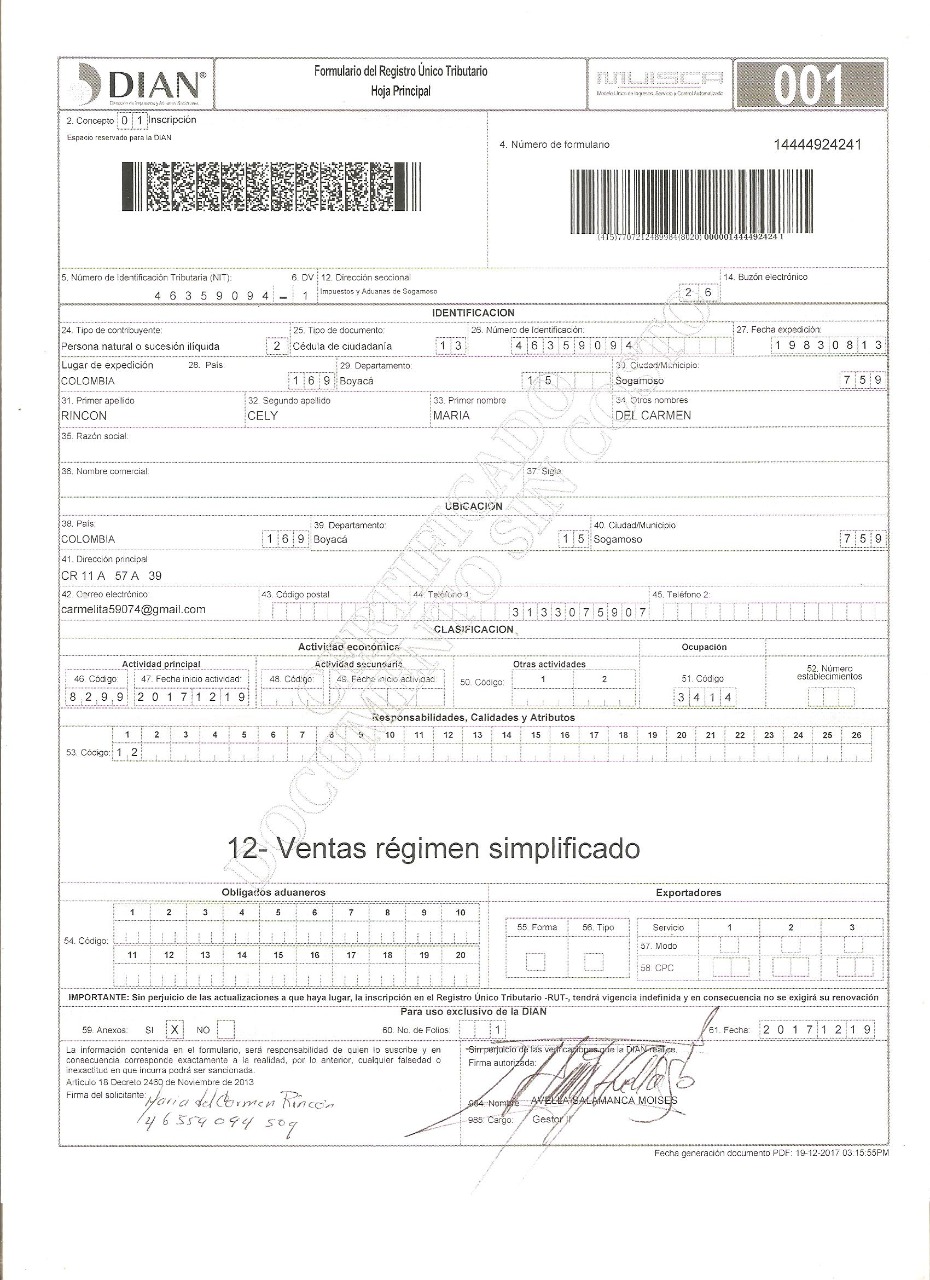 DIAN®
Formulario del Registro Único Tributario
Hoja Principal
MUISCA
Modelo Único de Ingresos, Servicio y Control Automatizado
001
2. Concepto 0 1 Inscripción
Espacio reservado para la DIAN
4. Número de formulario 14444924241
(415)7707212489984(8020) 0000014444924241
5. Número de Identificación Tributaria (NIT): 6. DV 12. Dirección seccional 14. Buzón electrónico
4 6 3 5 9 0 9 4 - 1 Impuestos y Aduanas de Sogamoso 2 6
IDENTIFICACION
24. Tipo de contribuyente: 25. Tipo de documento: 26. Número de Identificación: 27. Fecha expedición:
Persona natural o sucesión ilíquida 2 Cédula de ciudadanía 1 3 4 6 3 5 9 0 9 4 1 9 8 3 0 8 1 3
Lugar de expedición 28. País 29. Departamento: 30. Ciudad/Municipio:
COLOMBIA 1 6 9 Boyacá 1 5 Sogamoso 7 5 9
31. Primer apellido 32. Segundo apellido 33. Primer nombre 34. Otros nombres
RINCON CELY MARIA DEL CARMEN
35. Razón social:
36. Nombre comercial: 37. Sigla:
UBICACIÓN
38. País: 39. Departamento: 40. Ciudad/Municipio
COLOMBIA 1 6 9 Boyacá 1 5 Sogamoso 7 5 9
41. Dirección principal
CR 11 A 57 A 39
42. Correo electrónico 43. Código postal 44. Teléfono 1: 45. Teléfono 2:
carmelita59074@gmail.com 3 1 3 3 0 7 5 9 0 7
CLASIFICACION
Actividad económica Ocupación
Actividad principal Actividad secundaria Otras actividades 52. Número establecimientos
46. Código: 47. Fecha inicio actividad: 48. Código: 49. Fecha inicio actividad: 50. Código: 1 2 51. Código
8 2 9 9 2 0 1 7 1 2 1 9 3 4 1 4
Responsabilidades, Calidades y Atributos
1 2 3 4 5 6 7 8 9 10 11 12 13 14 15 16 17 18 19 20 21 22 23 24 25 26
53. Código: 1 2
12- Ventas régimen simplificado
CERTIFICADO
DOCUMENTO SIN COSTO
Obligados aduaneros Exportadores
1 2 3 4 5 6 7 8 9 10
54. Código:
11 12 13 14 15 16 17 18 19 20
55. Forma 56. Tipo Servicio 1 2 3
57. Modo
58. CPC
IMPORTANTE: Sin perjuicio de las actualizaciones a que haya lugar, la inscripción en el Registro Único Tributario -RUT-, tendrá vigencia indefinida y en consecuencia no se exigirá su renovación
Para uso exclusivo de la DIAN
59. Anexos: SI X NO 60. No. de Folios: 1 61. Fecha: 2 0 1 7 1 2 1 9
La información contenida en el formulario, será responsabilidad de quien lo suscribe y en
consecuencia corresponde exactamente a la realidad, por lo anterior, cualquier falsedad o
inexactitud en que incurra podrá ser sancionada.
Artículo 18 Decreto 2460 de Noviembre de 2013
Firma del solicitante:
Maria del Carmen Rincón
46359094 sog
Sin perjuicio de las verificaciones que la DIAN realice.
Firma autorizada:
984. Nombre AVELLA SALAMANCA MOISES
985. Cargo: Gestor II
Fecha generación documento PDF: 19-12-2017 03:15:55PM